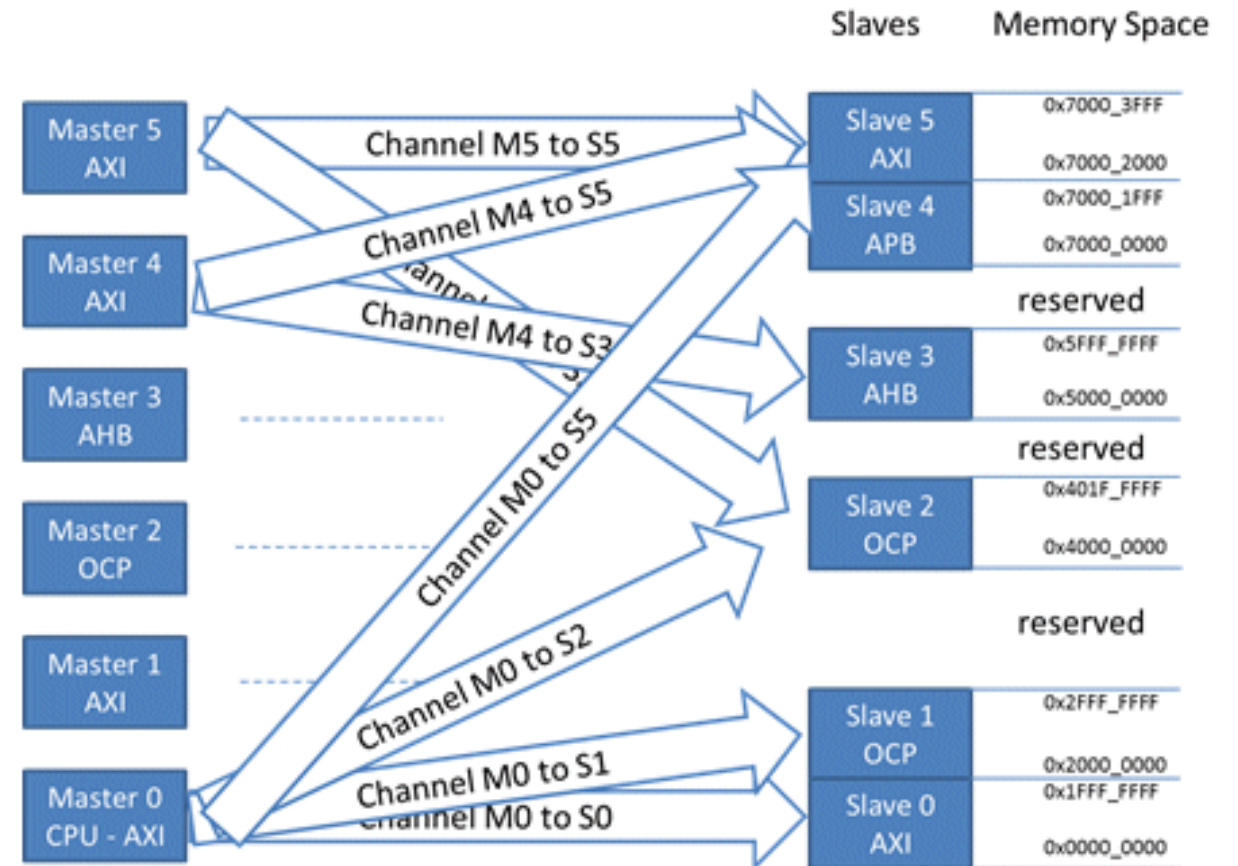 Slaves
Memory Space
Master 5
AXI
Master 4
AXI
Master 3
AHB
Master 2
OCP
Master 1
AXI
Master 0
CPU - AXI
Channel M5 to S5
Channel M4 to S5
Channel M4 to S3
Channel M0 to S5
Channel M0 to S2
Channel M0 to S1
Channel M0 to S0
Slave 5
AXI
0x7000_3FFF
0x7000_2000
Slave 4
APB
0x7000_1FFF
0x7000_0000
reserved
Slave 3
AHB
0x5FFF_FFFF
0x5000_0000
reserved
Slave 2
OCP
0x401F_FFFF
0x4000_0000
reserved
Slave 1
OCP
0x2FFF_FFFF
0x2000_0000
Slave 0
AXI
0x1FFF_FFFF
0x0000_0000